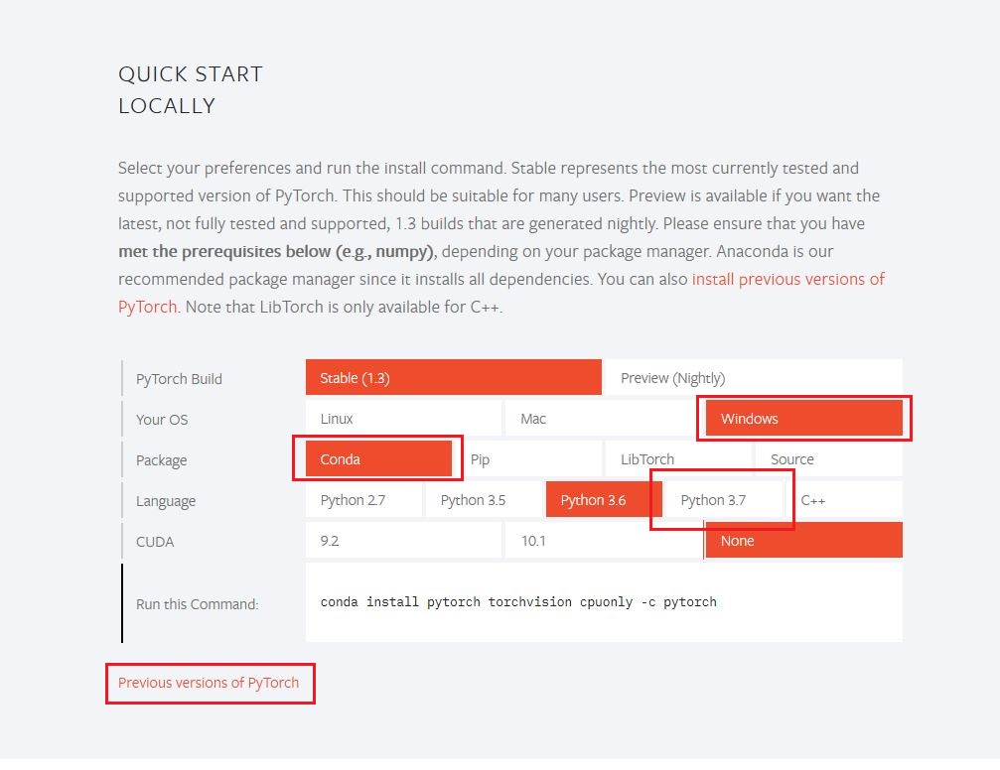 QUICK START
LOCALLY
Select your preferences and run the install command. Stable represents the most currently tested and
supported version of PyTorch. This should be suitable for many users. Preview is available if you want the
latest, not fully tested and supported, 1.3 builds that are generated nightly. Please ensure that you have
met the prerequisites below (e.g., numpy), depending on your package manager. Anaconda is our
recommended package manager since it installs all dependencies. You can also install previous versions of
PyTorch. Note that LibTorch is only available for C++.
PyTorch Build Stable (1.3) Preview (Nightly)
Your OS Linux Mac Windows
Package Conda Pip LibTorch Source
Language Python 2.7 Python 3.5 Python 3.6 Python 3.7 C++
CUDA 9.2 10.1 None
Run this Command: conda install pytorch torchvision cpuonly -c pytorch
Previous versions of PyTorch